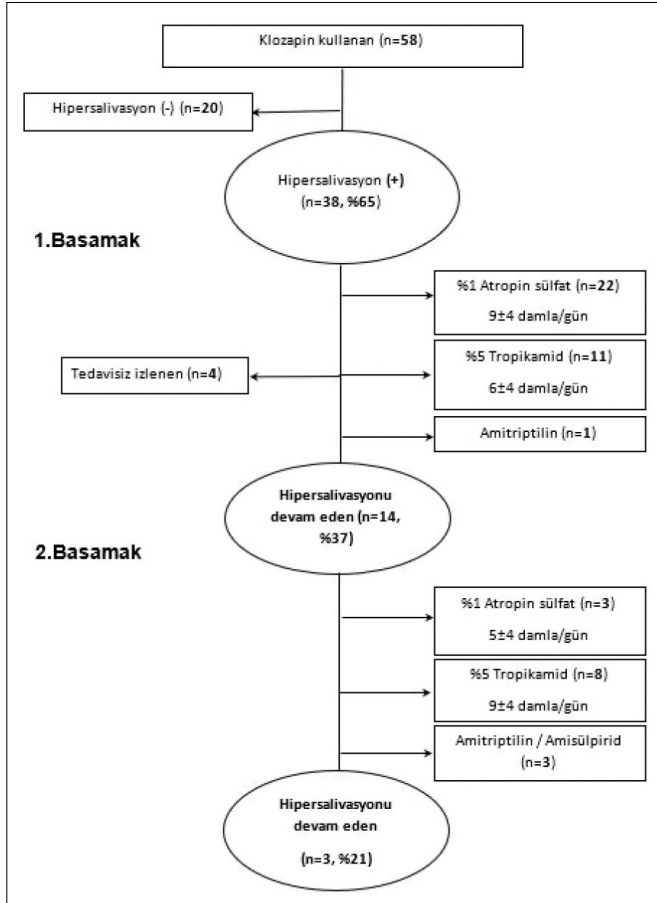 Klozapin kullanan (n=58)
Hipersalivasyon (-) (n=20)
Hipersalivasyon (+)
(n=38, %65)
1.Basamak
%1 Atropin sülfat (n=22)
9±4 damla/gün
Tedavisiz izlenen (n=4)
%5 Tropikamid (n=11)
6±4 damla/gün
Amitriptilin (n=1)
Hipersalivasyonu
devam eden (n=14,
%37)
2.Basamak
%1 Atropin sülfat (n=3)
5±4 damla/gün
%5 Tropikamid (n=8)
9±4 damla/gün
Amitriptilin / Amisülpirid
(n=3)
Hipersalivasyonu
devam eden
(n=3, %21)